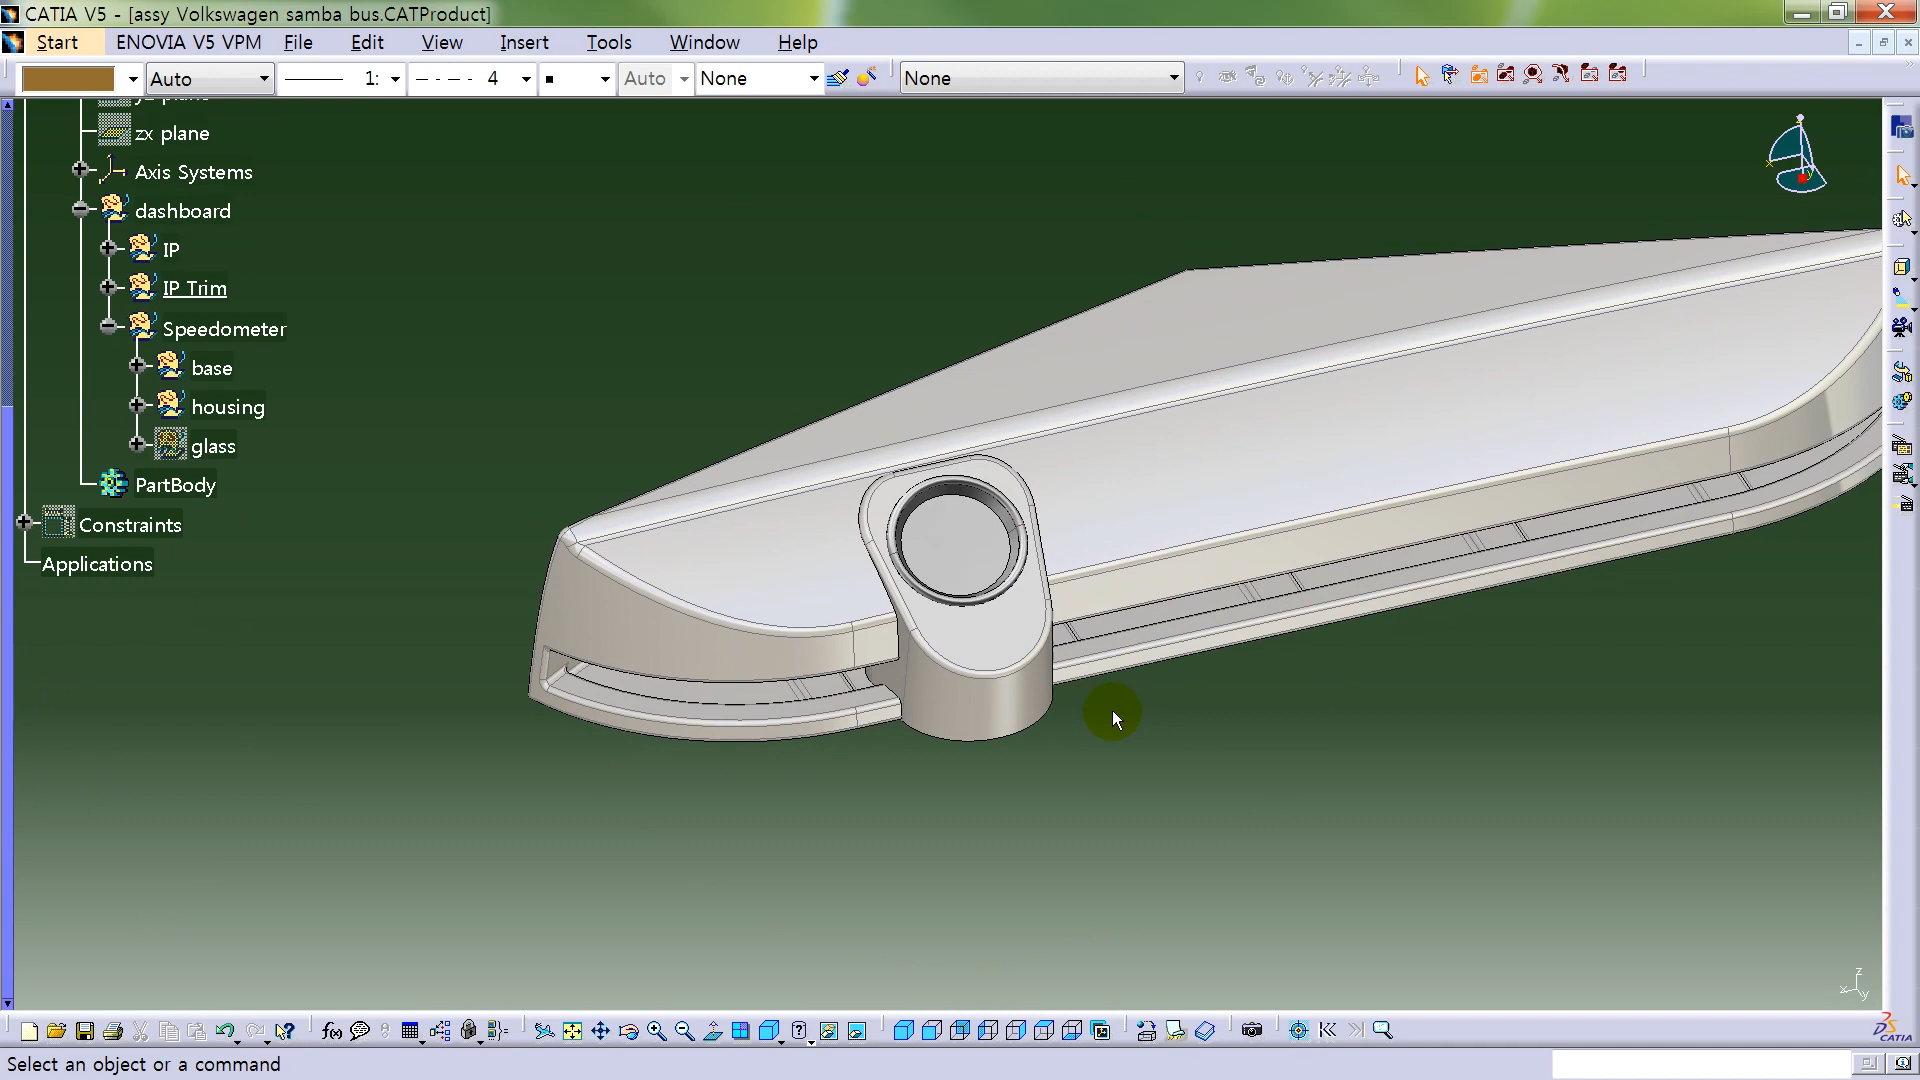 CATIA V5 - [assy Volkswagen samba bus.CATProduct]
Start ENOVIA V5 VPM File Edit View Insert Tools Window Help
Auto 1: 4 Auto None None
zx plane
Axis Systems
dashboard
IP
IP Trim
Speedometer
base
housing
glass
PartBody
Constraints
Applications
z
x
y
f(x)
CATIA
Select an object or a command